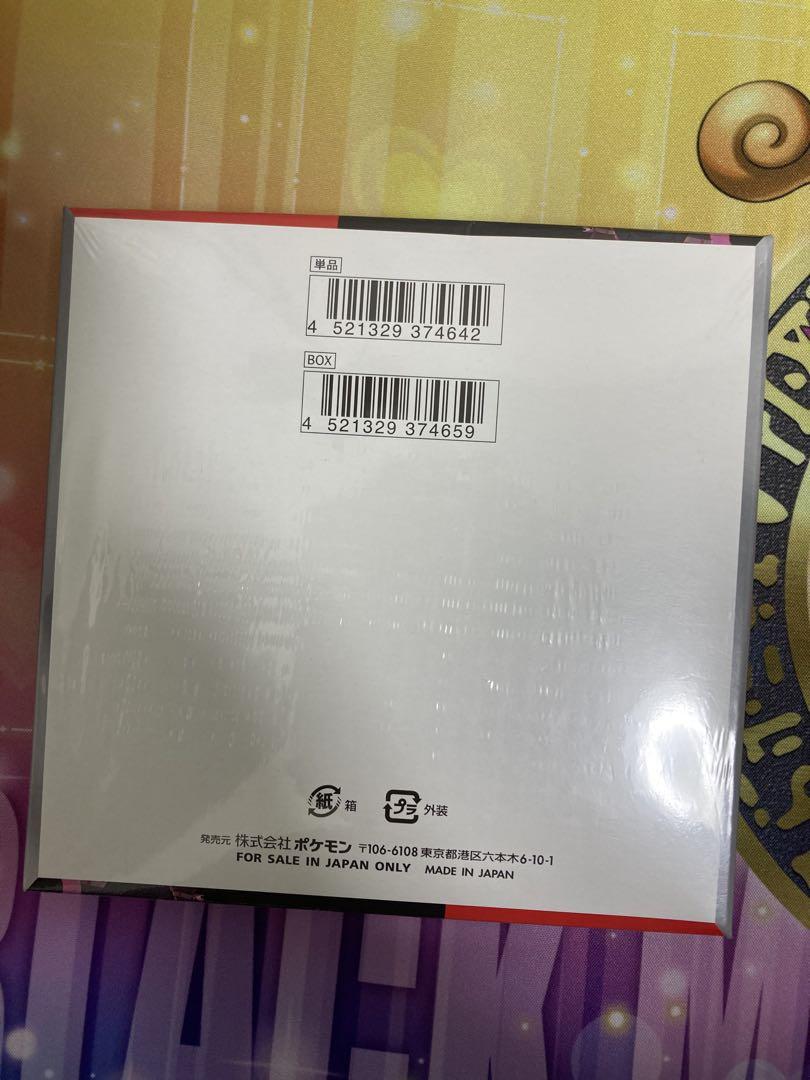 単品
4 521329 374642
BOX
4 521329 374659
紙 箱 プラ 外装
発売元 株式会社 ポケモン 〒106-6108 東京都港区六本木6-10-1
FOR SALE IN JAPAN ONLY MADE IN JAPAN